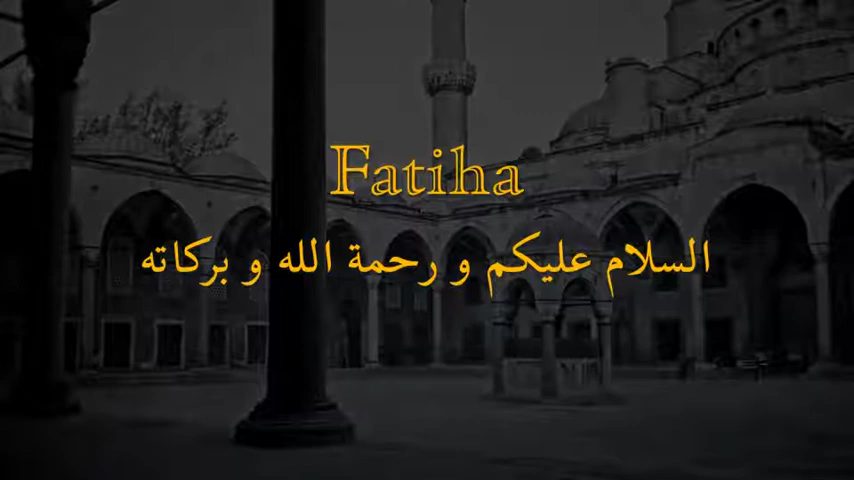 Fatiha
السلام عليكم و رحمة الله و بركاته